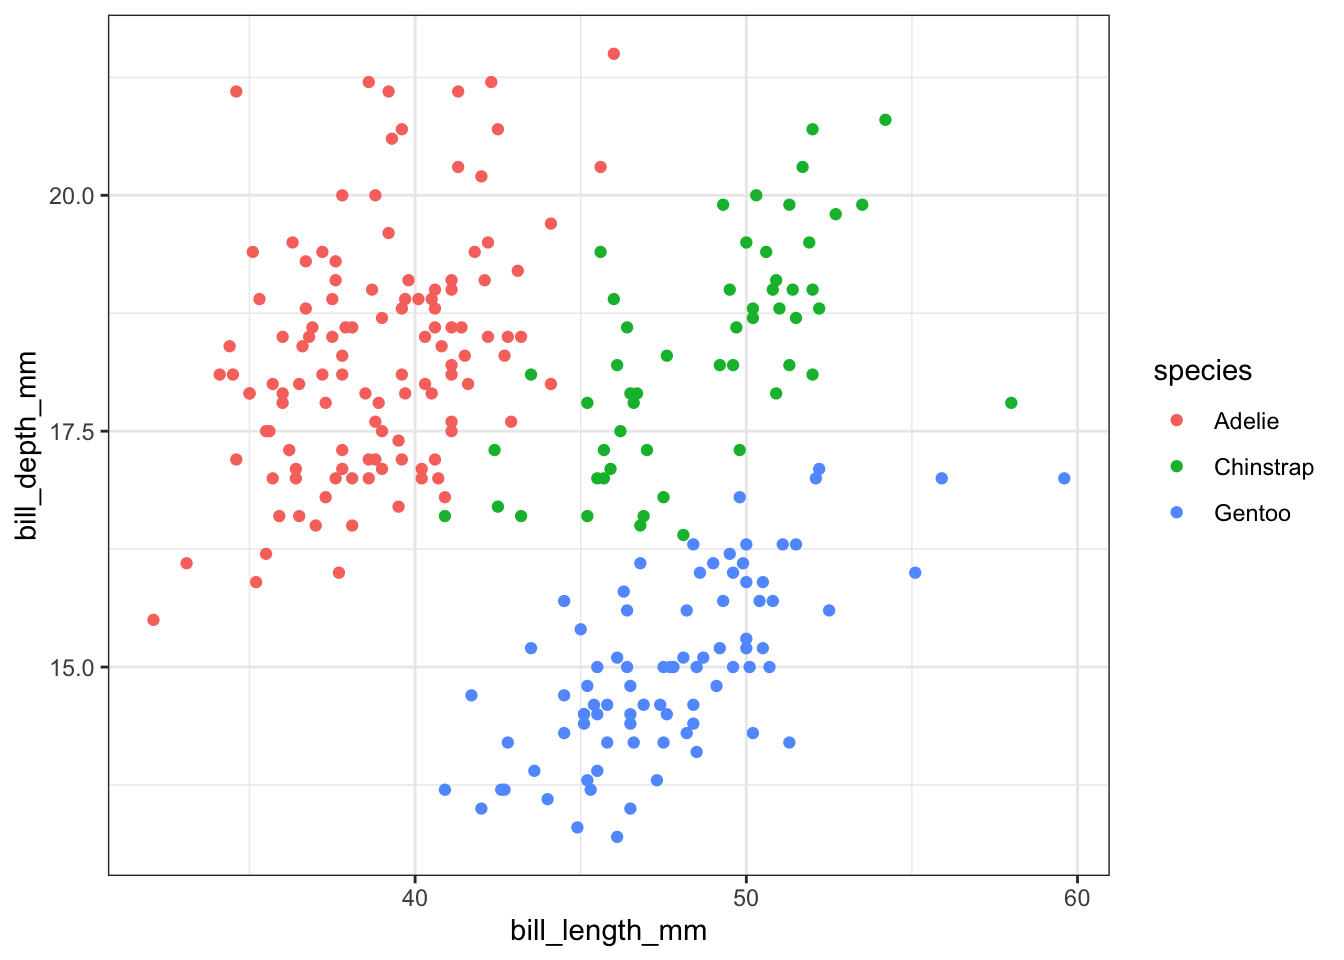 20.0
17.5
15.0
bill_depth_mm
40
50
60
bill_length_mm
species
Adelie
Chinstrap
Gentoo